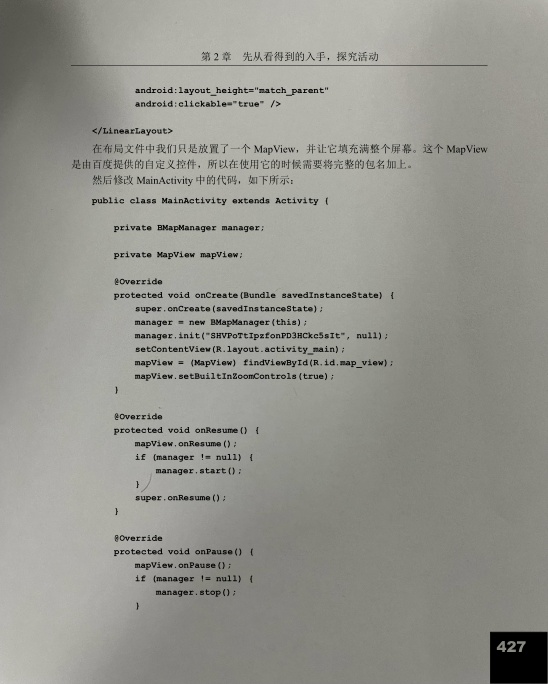 第 2 章 先从看得到的入手，探究活动
android:layout_height="match_parent"
android:clickable="true" />
</LinearLayout>
在布局文件中我们只是放置了一个 MapView，并让它填充满整个屏幕。这个 MapView
是由百度提供的自定义控件，所以在使用它的时候需要将完整的包名加上。
然后修改 MainActivity 中的代码，如下所示：
public class MainActivity extends Activity {
private BMapManager manager;
private MapView mapView;
@Override
protected void onCreate(Bundle savedInstanceState) {
super.onCreate(savedInstanceState);
manager = new BMapManager(this);
manager.init("SHVPoTtIpzfonPD3HCkc5sIt", null);
setContentView(R.layout.activity_main);
mapView = (MapView) findViewById(R.id.map_view);
mapView.setBuiltInZoomControls(true);
}
@Override
protected void onResume() {
mapView.onResume();
if (manager != null) {
manager.start();
}
super.onResume();
}
@Override
protected void onPause() {
mapView.onPause();
if (manager != null) {
manager.stop();
}
427